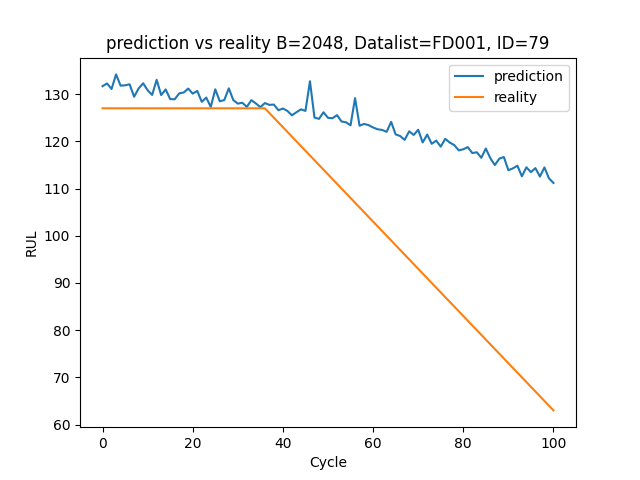 prediction vs reality B=2048, Datalist=FD001, ID=79
prediction
reality
RUL
130
120
110
100
90
80
70
60
0 20 40 60 80 100
Cycle